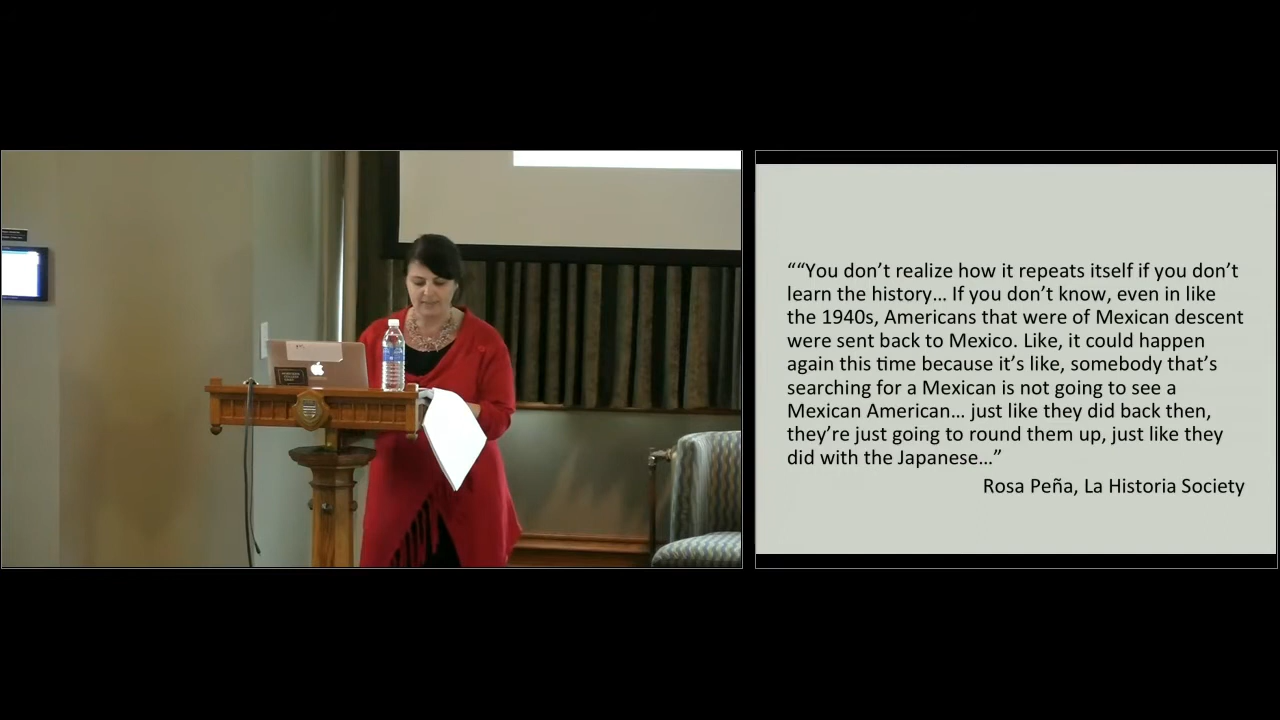 ““You don’t realize how it repeats itself if you don’t
learn the history… If you don’t know, even in like
the 1940s, Americans that were of Mexican descent
were sent back to Mexico. Like, it could happen
again this time because it’s like, somebody that’s
searching for a Mexican is not going to see a
Mexican American… just like they did back then,
they’re just going to round them up, just like they
did with the Japanese…”
Rosa Peña, La Historia Society